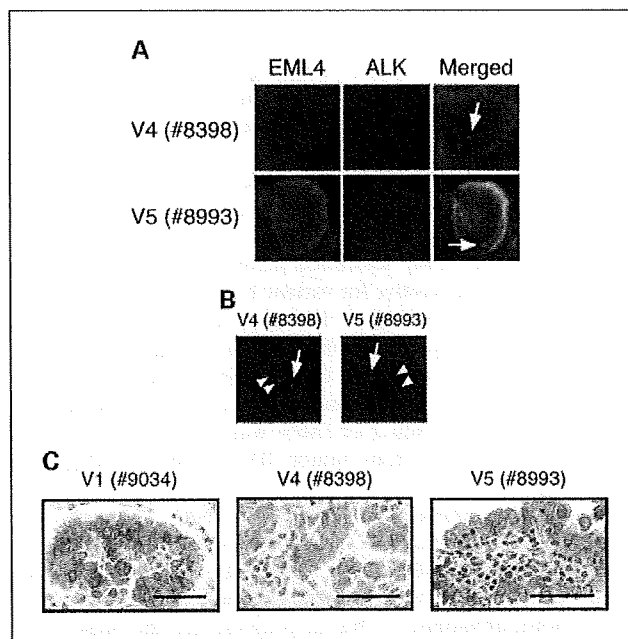 A
EML4 ALK Merged
V4 (#8398)
V5 (#8993)
B
V4 (#8398) V5 (#8993)
C
V1 (#9034) V4 (#8398) V5 (#8993)